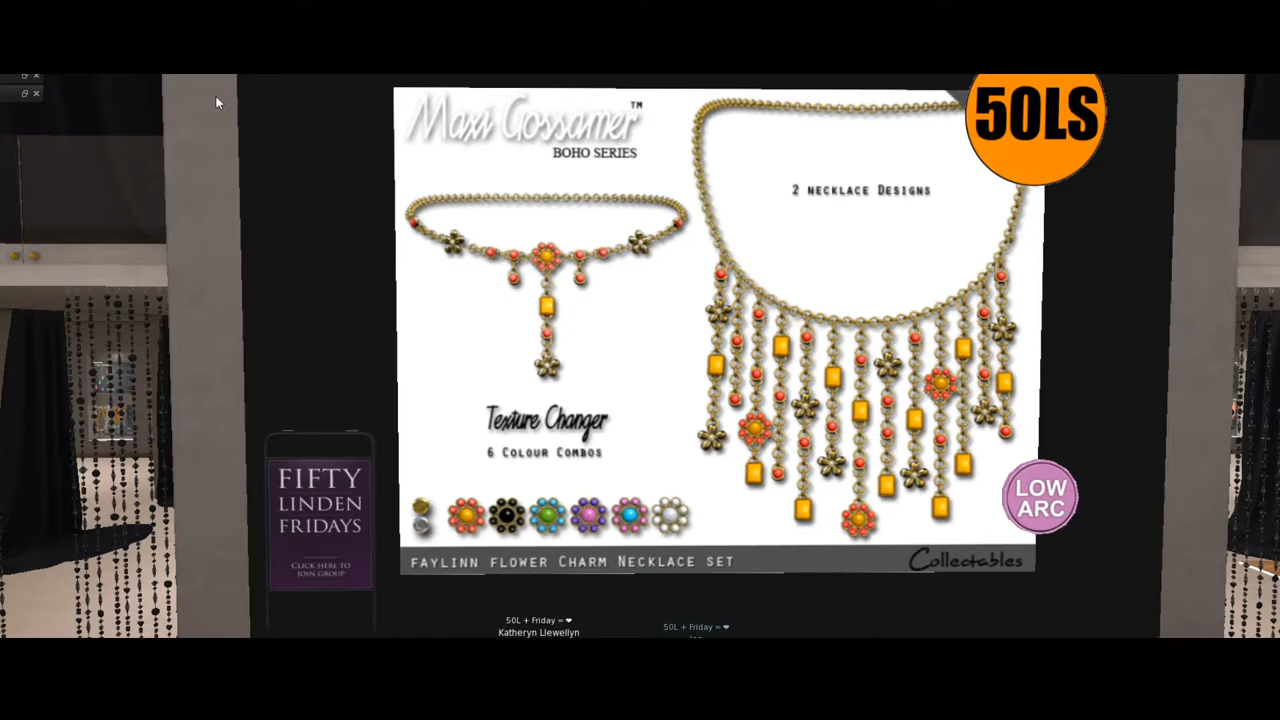 Maxi Gossamer™
BOHO SERIES
50LS
2 NECKLACE DESIGNS
Texture Changer
6 COLOUR COMBOS
LOW
ARC
FAYLINN FLOWER CHARM NECKLACE SET
Collectables
FIFTY
LINDEN
FRIDAYS
CLICK HERE TO
JOIN GROUP
50L + Friday = ❤
Katheryn Llewellyn
50L + Friday = ❤